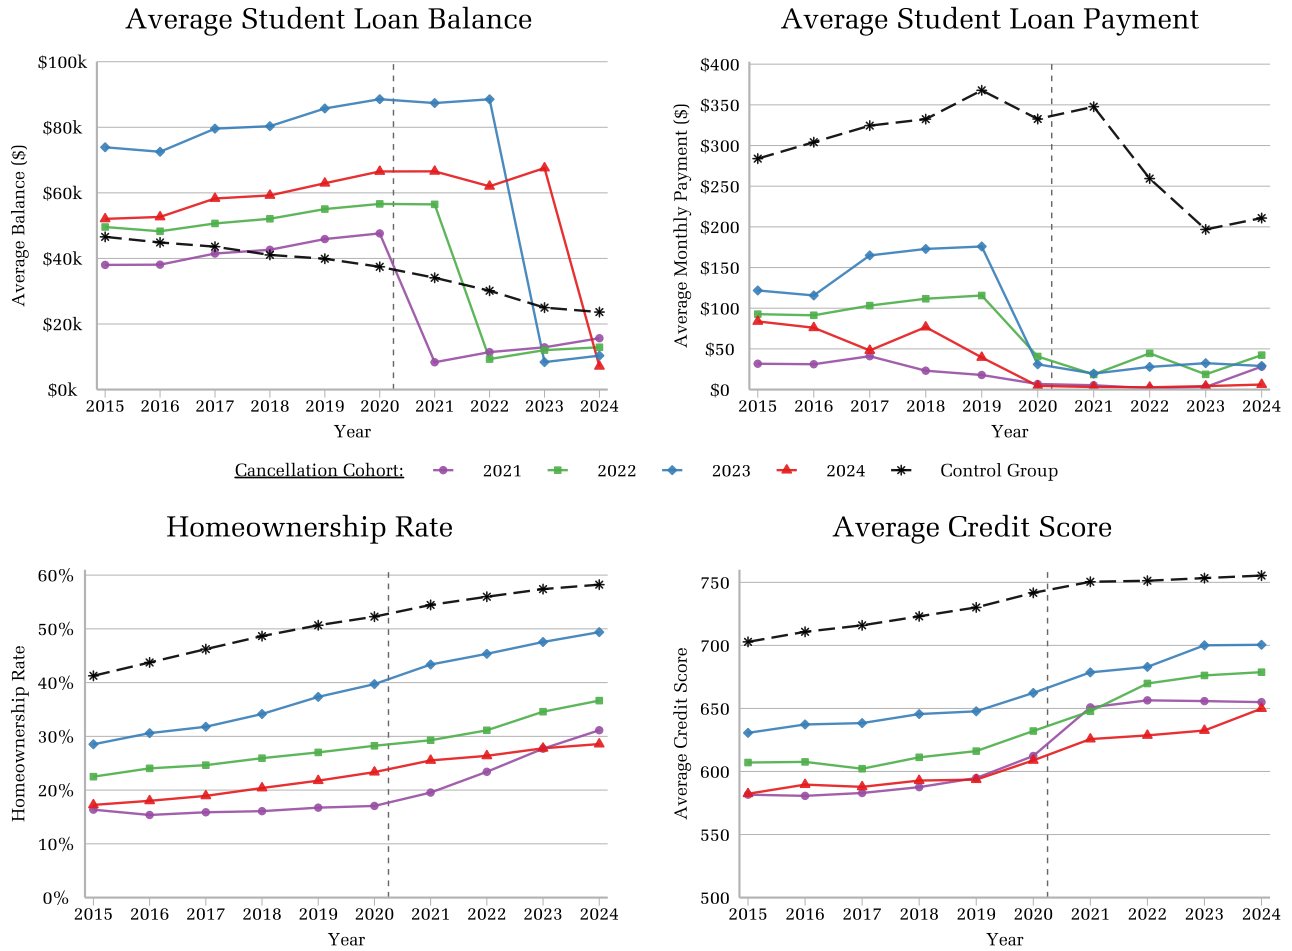 Average Student Loan Balance
$100k
$80k
$60k
$40k
$20k
$0k
Average Balance ($)
2015 2016 2017 2018 2019 2020 2021 2022 2023 2024
Year
Average Student Loan Payment
$400
$350
$300
$250
$200
$150
$100
$50
$0
Average Monthly Payment ($)
2015 2016 2017 2018 2019 2020 2021 2022 2023 2024
Year
Cancellation Cohort: 2021 2022 2023 2024 Control Group
Homeownership Rate
60%
50%
40%
30%
20%
10%
0%
Homeownership Rate
2015 2016 2017 2018 2019 2020 2021 2022 2023 2024
Year
Average Credit Score
750
700
650
600
550
500
Average Credit Score
2015 2016 2017 2018 2019 2020 2021 2022 2023 2024
Year